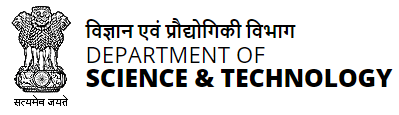 विज्ञान एवं प्रौद्योगिकी विभाग
DEPARTMENT OF
SCIENCE & TECHNOLOGY
सत्यमेव जयते